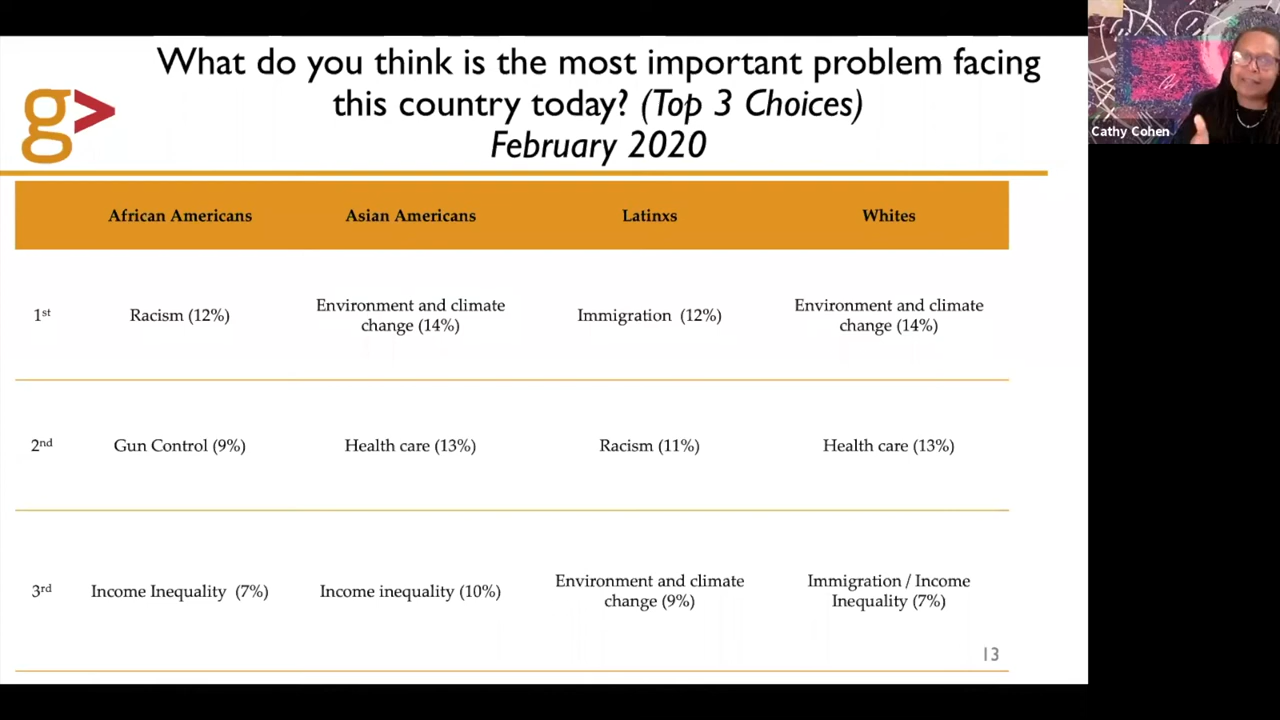 What do you think is the most important problem facing
this country today? (Top 3 Choices)
February 2020
g>
Cathy Cohen
African Americans Asian Americans Latinxs Whites
1st Racism (12%) Environment and climate change (14%) Immigration (12%) Environment and climate change (14%)
2nd Gun Control (9%) Health care (13%) Racism (11%) Health care (13%)
3rd Income Inequality (7%) Income inequality (10%) Environment and climate change (9%) Immigration / Income Inequality (7%)
13